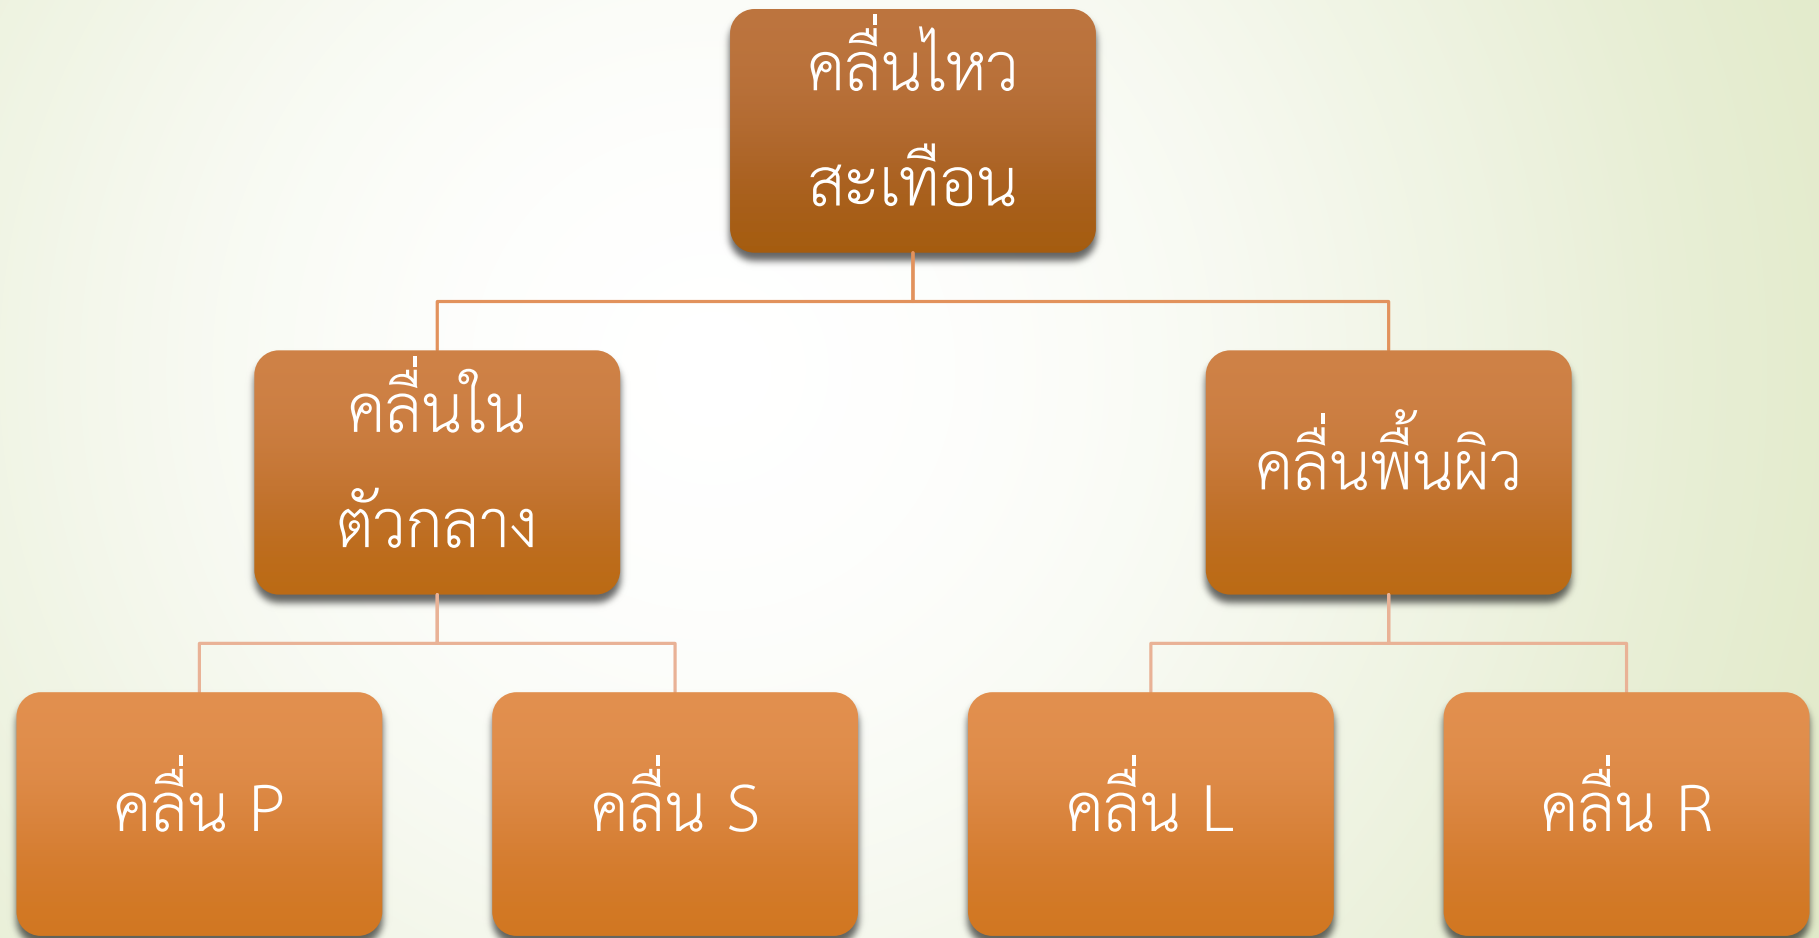 คลื่นไหว
สะเทือน
คลื่นใน
ตัวกลาง
คลื่นพื้นผิว
คลื่น P
คลื่น S
คลื่น L
คลื่น R